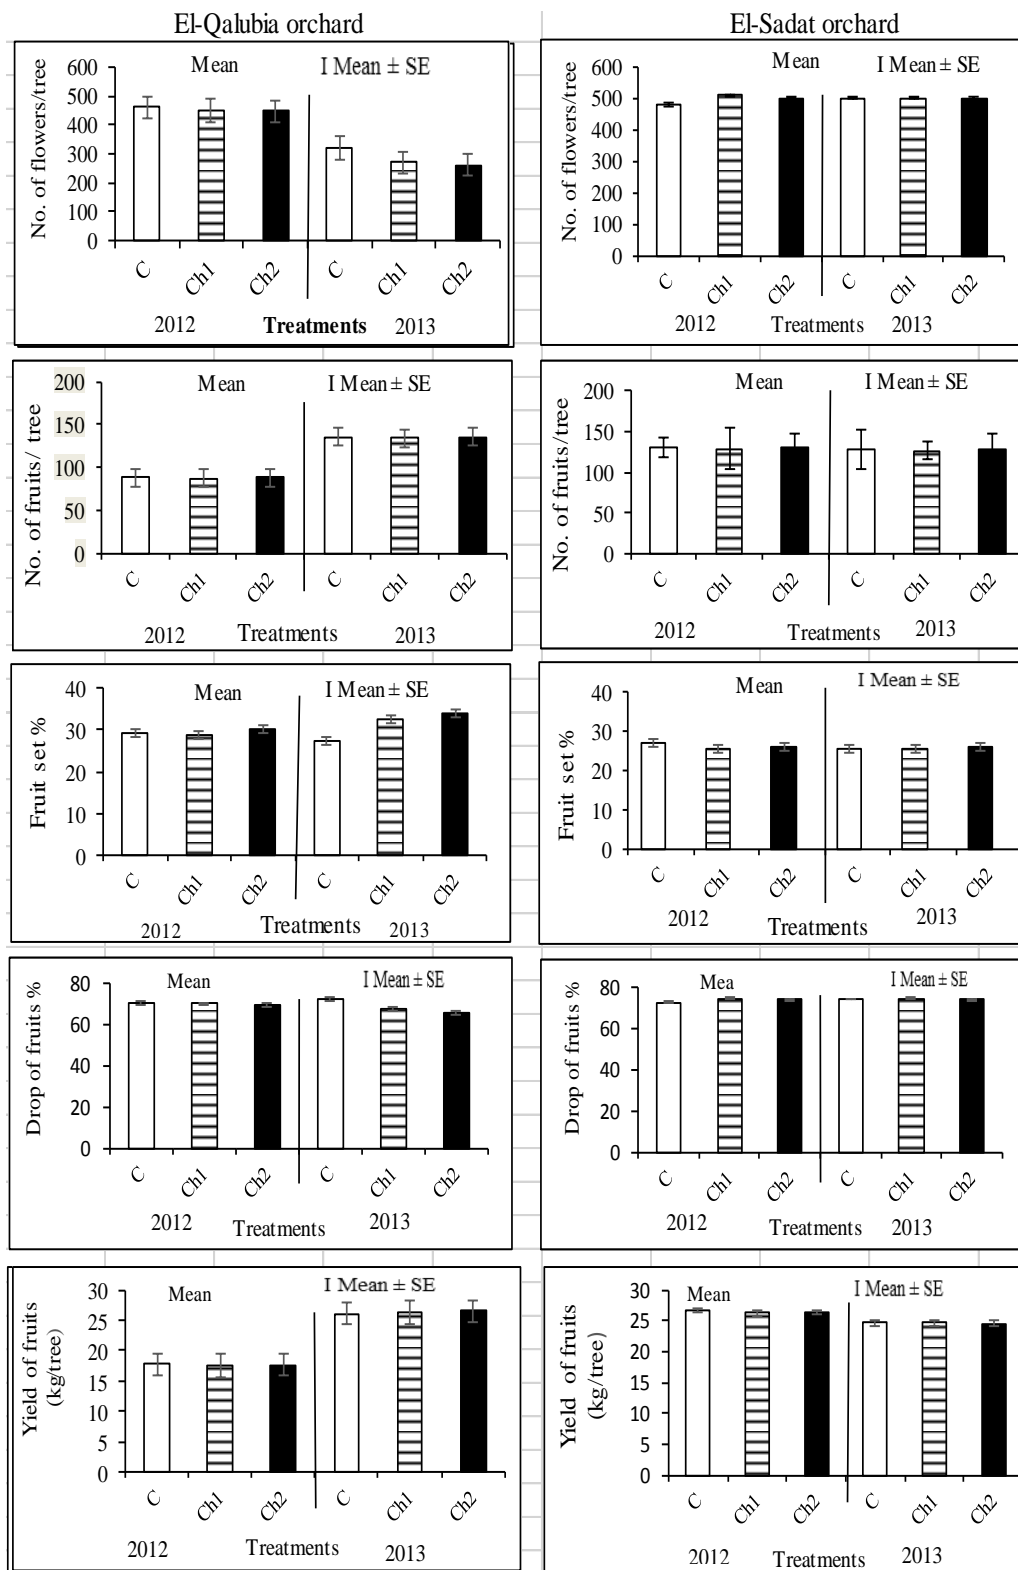 El-Qalubia orchard
El-Sadat orchard
No. of flowers/tree
600
500
400
300
200
100
0
Mean
I Mean ± SE
C
Ch1
Ch2
C
Ch1
Ch2
2012
Treatments
2013
No. of flowers/tree
600
500
400
300
200
100
0
Mean
I Mean ± SE
C
Ch1
Ch2
C
Ch1
Ch2
2012
Treatments
2013
No. of fruits/ tree
200
150
100
50
0
Mean
I Mean ± SE
C
Ch1
Ch2
C
Ch1
Ch2
2012
Treatments
2013
No. of fruits/tree
200
150
100
50
0
Mean
I Mean ± SE
C
Ch1
Ch2
C
Ch1
Ch2
2012
Treatments
2013
Fruit set %
40
30
20
10
0
Mean
I Mean ± SE
C
Ch1
Ch2
C
Ch1
Ch2
2012
Treatments
2013
Fruit set %
40
30
20
10
0
Mean
I Mean ± SE
C
Ch1
Ch2
C
Ch1
Ch2
2012
Treatments
2013
Drop of fruits %
80
60
40
20
0
Mean
I Mean ± SE
C
Ch1
Ch2
C
Ch1
Ch2
2012
Treatments
2013
Drop of fruits %
80
60
40
20
0
Mea
I Mean ± SE
C
Ch1
Ch2
C
Ch1
Ch2
2012
Treatments
2013
Yield of fruits
(kg/tree)
30
25
20
15
10
5
0
Mean
I Mean ± SE
C
Ch1
Ch2
C
Ch1
Ch2
2012
Treatments
2013
Yield of fruits
(kg/tree)
30
25
20
15
10
5
0
Mean
I Mean ± SE
C
Ch1
Ch2
C
Ch1
Ch2
2012
Treatments
2013